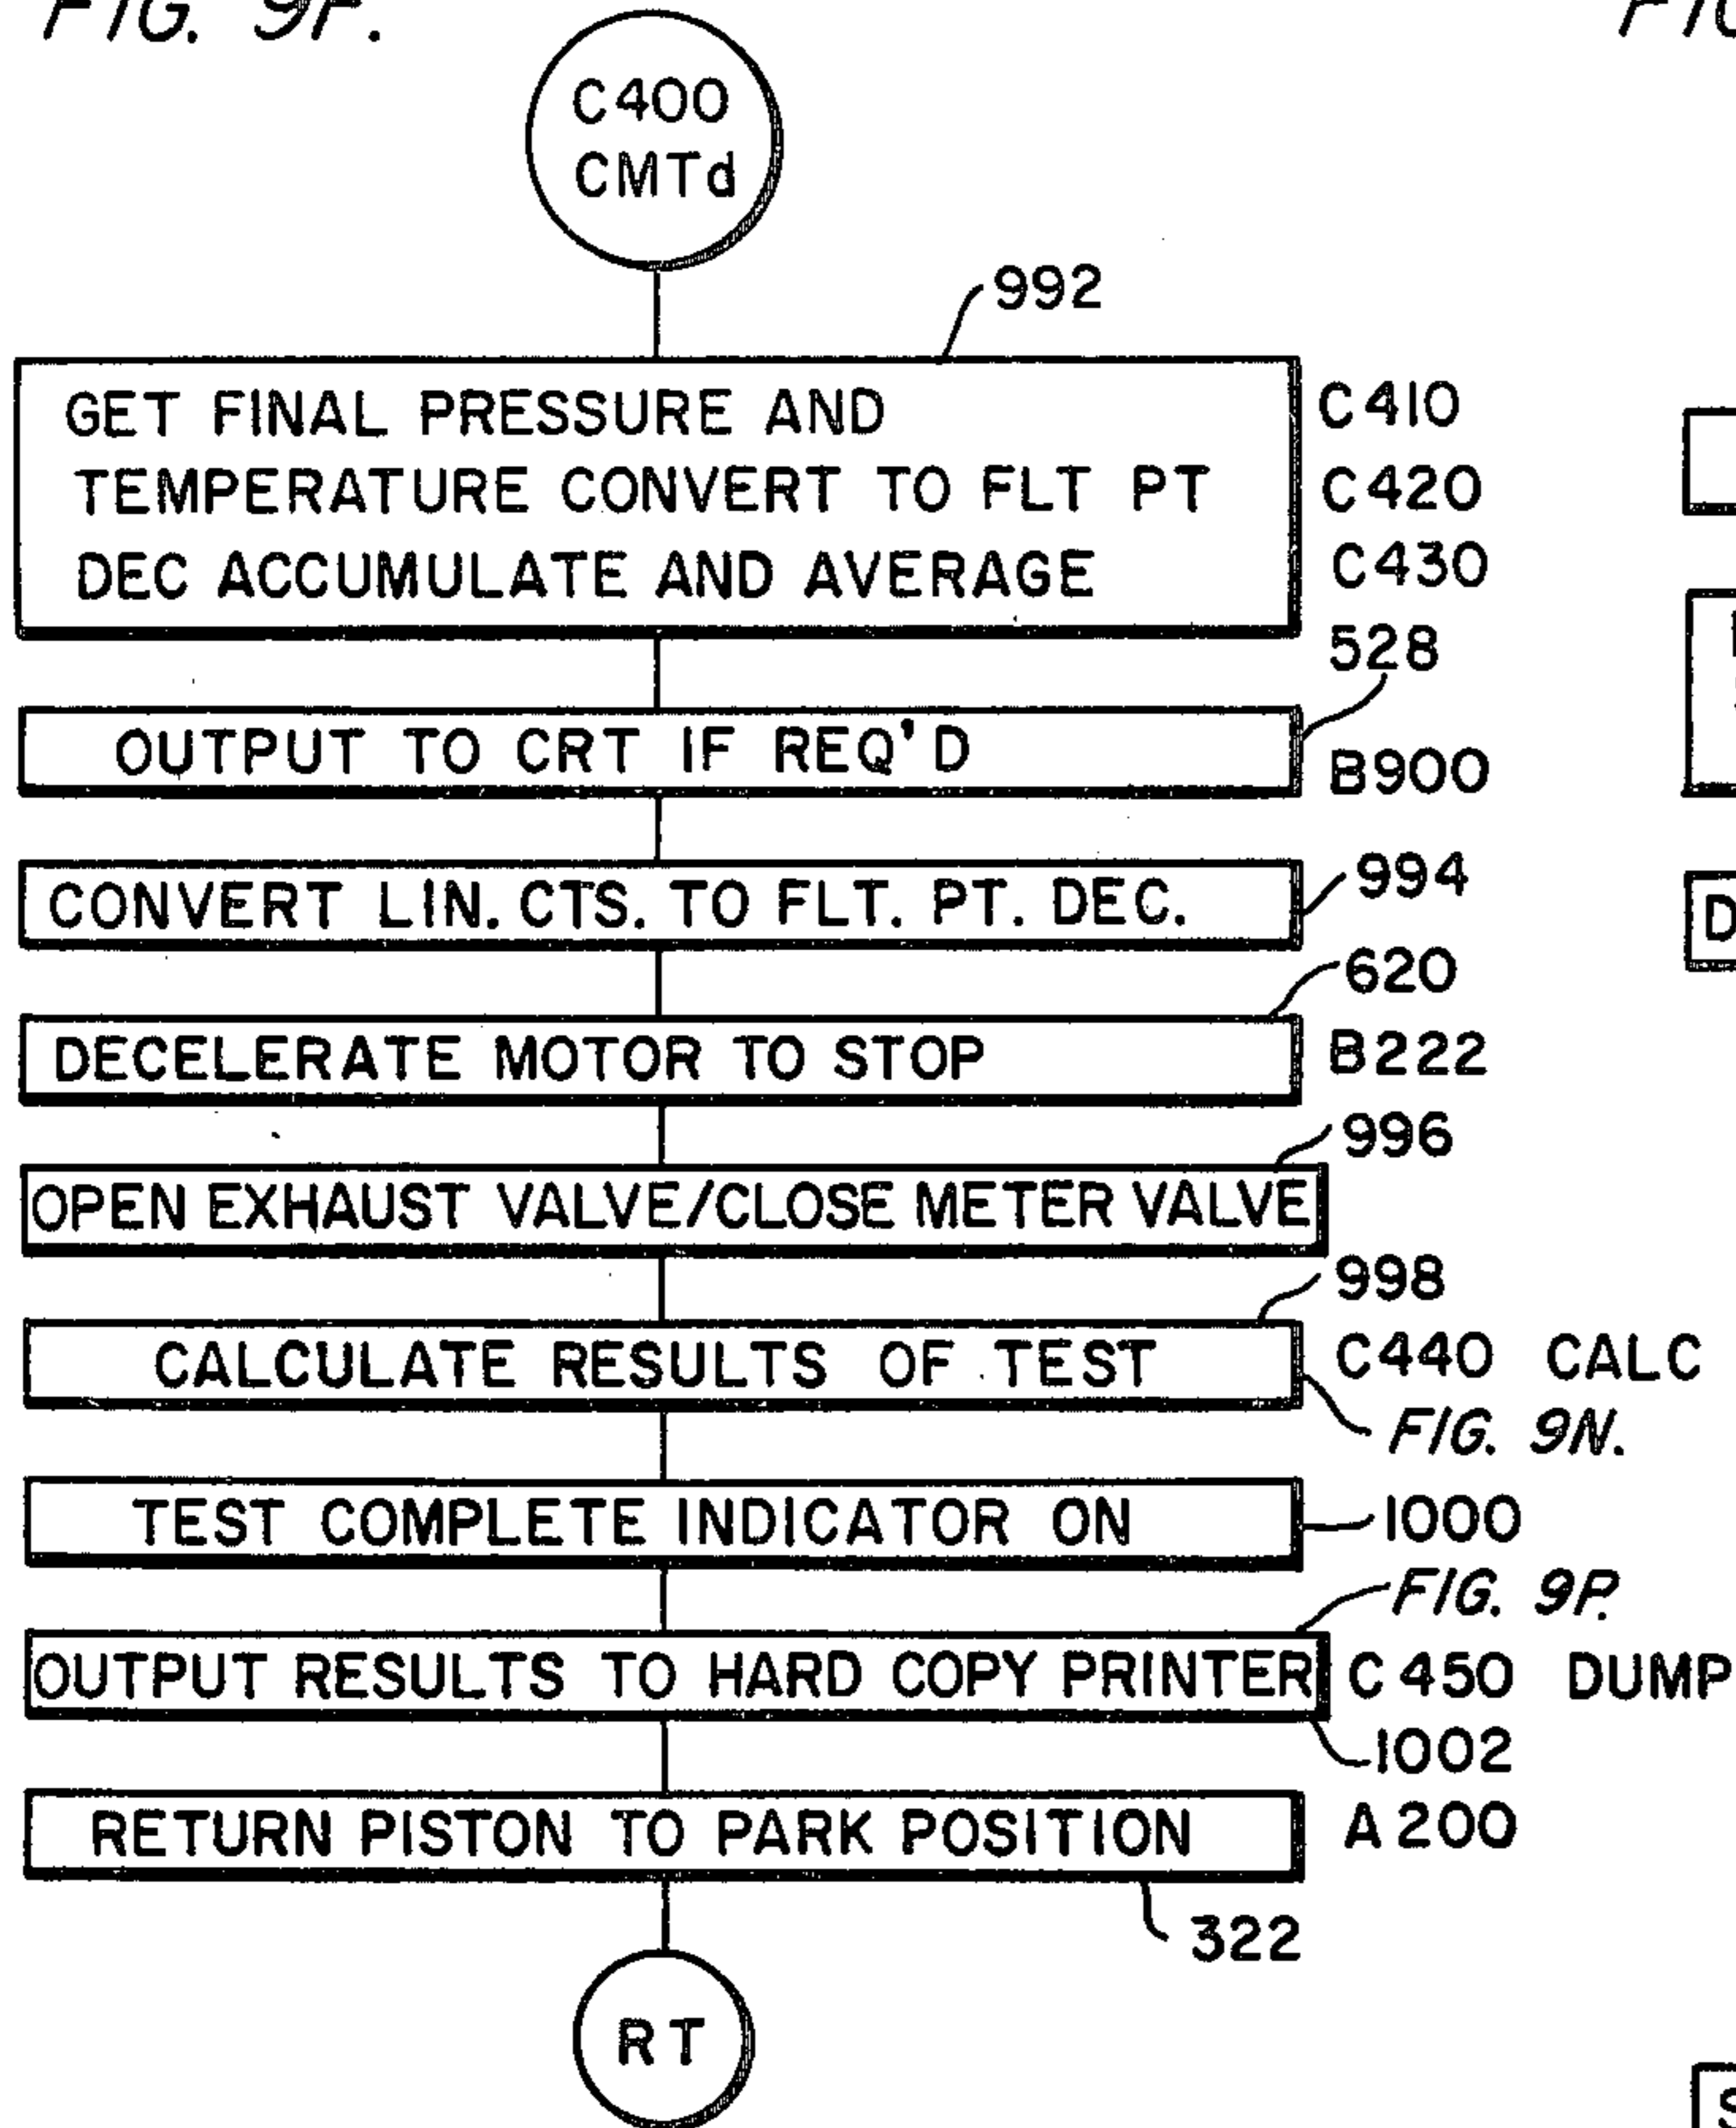 FIG. 9F.
C400
CMTd
992
GET FINAL PRESSURE AND
TEMPERATURE CONVERT TO FLT PT
DEC ACCUMULATE AND AVERAGE
C410
C420
C430
528
OUTPUT TO CRT IF REQ'D
B900
CONVERT LIN. CTS. TO FLT. PT. DEC.
994
620
DECELERATE MOTOR TO STOP
B222
996
OPEN EXHAUST VALVE/CLOSE METER VALVE
998
CALCULATE RESULTS OF TEST
C440 CALC
FIG. 9N.
TEST COMPLETE INDICATOR ON
1000
FIG. 9P.
OUTPUT RESULTS TO HARD COPY PRINTER
C450 DUMP
1002
RETURN PISTON TO PARK POSITION
A200
322
RT